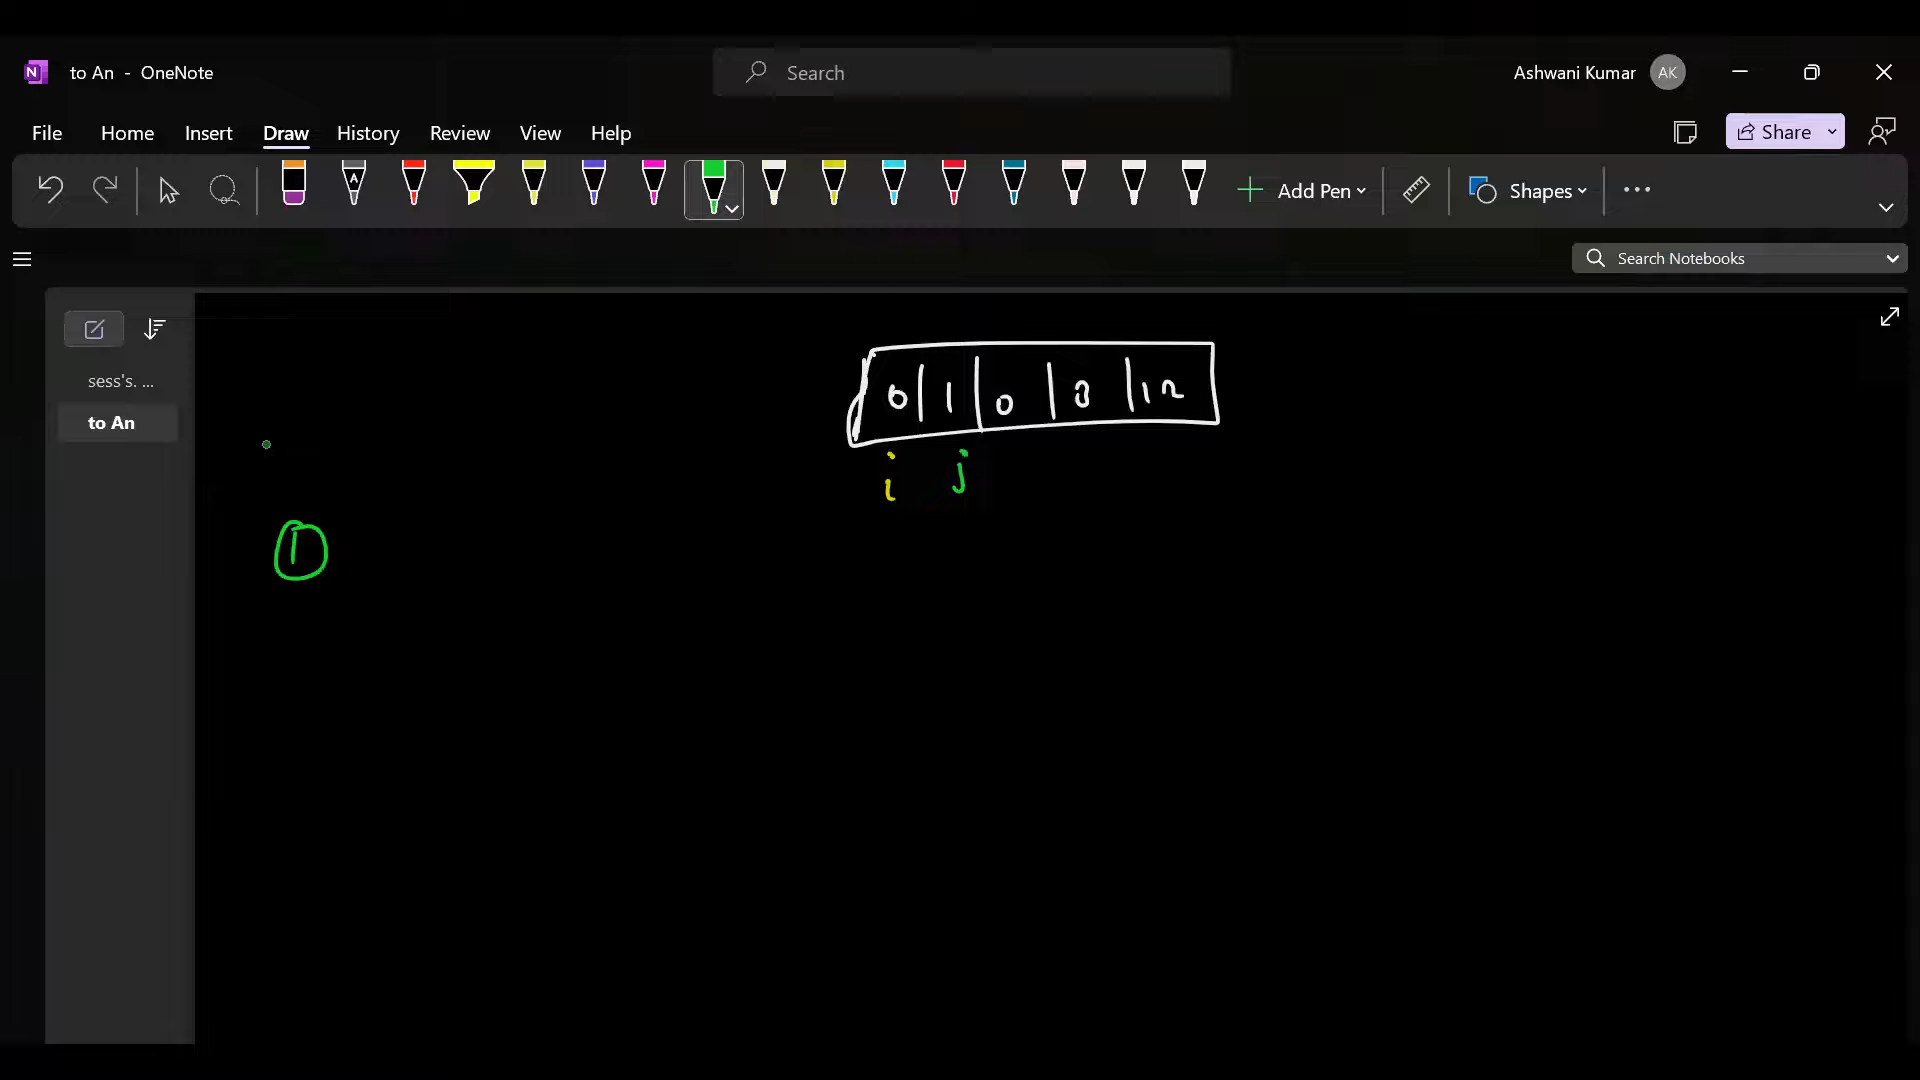 to An - OneNote
Search
Ashwani Kumar AK
File Home Insert Draw History Review View Help
Share
A
Add Pen
Shapes
Search Notebooks
sess's. ...
to An
0 | 1 | 0 | 3 | 12
i j
1